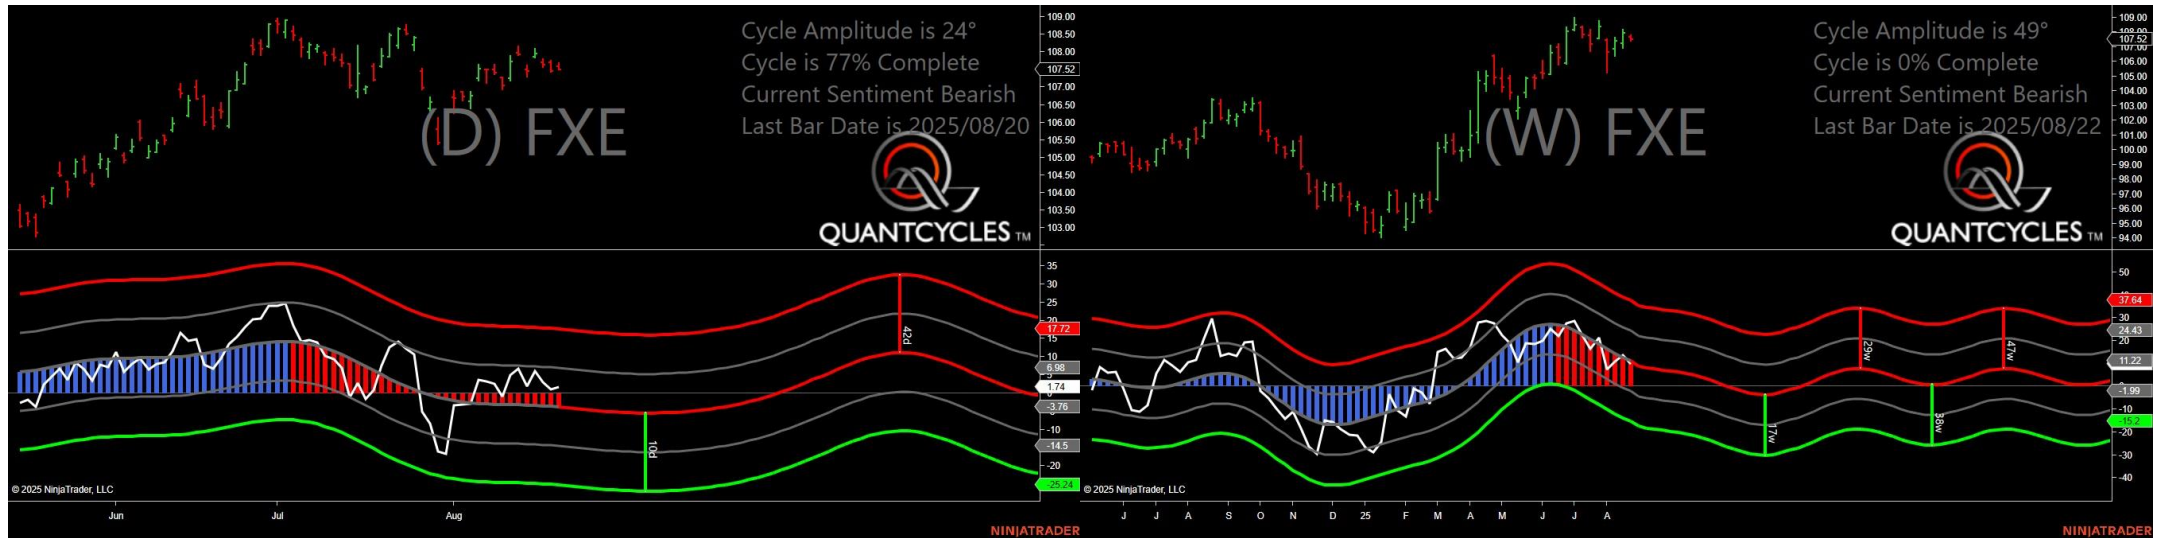 Cycle Amplitude is 24°
Cycle is 77% Complete
Current Sentiment Bearish
Last Bar Date is 2025/08/20
(D) FXE
QUANTCYCLES TM
109.00
108.50
108.00
107.52
107.00
106.50
106.00
105.50
105.00
104.50
104.00
103.50
103.00
35
30
25
20
17.72
15
10
6.98
5
1.74
0
-3.76
-10
-14.5
-20
-25.24
42d
10d
© 2025 NinjaTrader, LLC
Jun
Jul
Aug
NINJATRADER
Cycle Amplitude is 49°
Cycle is 0% Complete
Current Sentiment Bearish
Last Bar Date is 2025/08/22
(W) FXE
QUANTCYCLES TM
109.00
108.00
107.52
107.00
106.00
105.00
104.00
103.00
102.00
101.00
100.00
99.00
98.00
97.00
96.00
95.00
94.00
50
37.64
30
24.43
20
11.22
-1.99
-10
-15.2
-20
-30
-40
29w
47w
17w
38w
© 2025 NinjaTrader, LLC
J J A S O N D 25 F M A M J J A
NINJATRADER